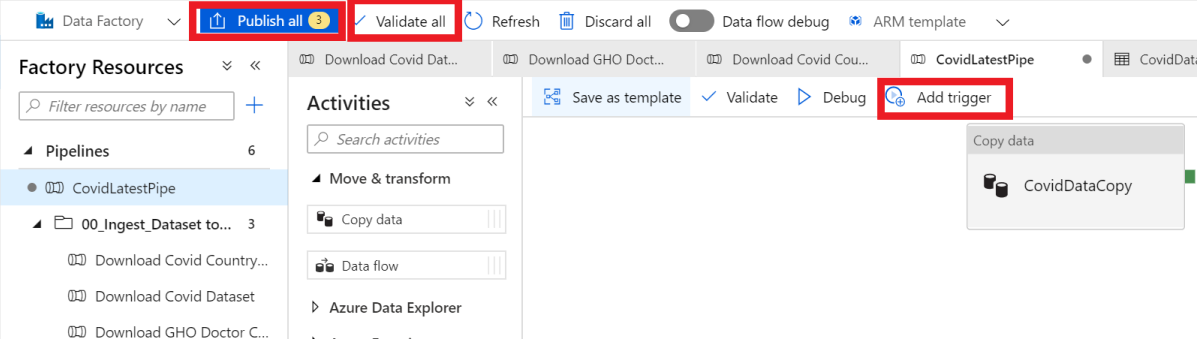 Data Factory
Publish all 3
Validate all
Refresh
Discard all
Data flow debug
ARM template
Factory Resources
Filter resources by name
Pipelines 6
CovidLatestPipe
00_Ingest_Dataset to... 3
Download Covid Country...
Download Covid Dataset
Download GHO Doctor C...
Download Covid Dat...
Download GHO Doct...
Download Covid Cou...
CovidLatestPipe
CovidData
Activities
Search activities
Move & transform
Copy data
Data flow
Azure Data Explorer
Save as template
Validate
Debug
Add trigger
Copy data
CovidDataCopy